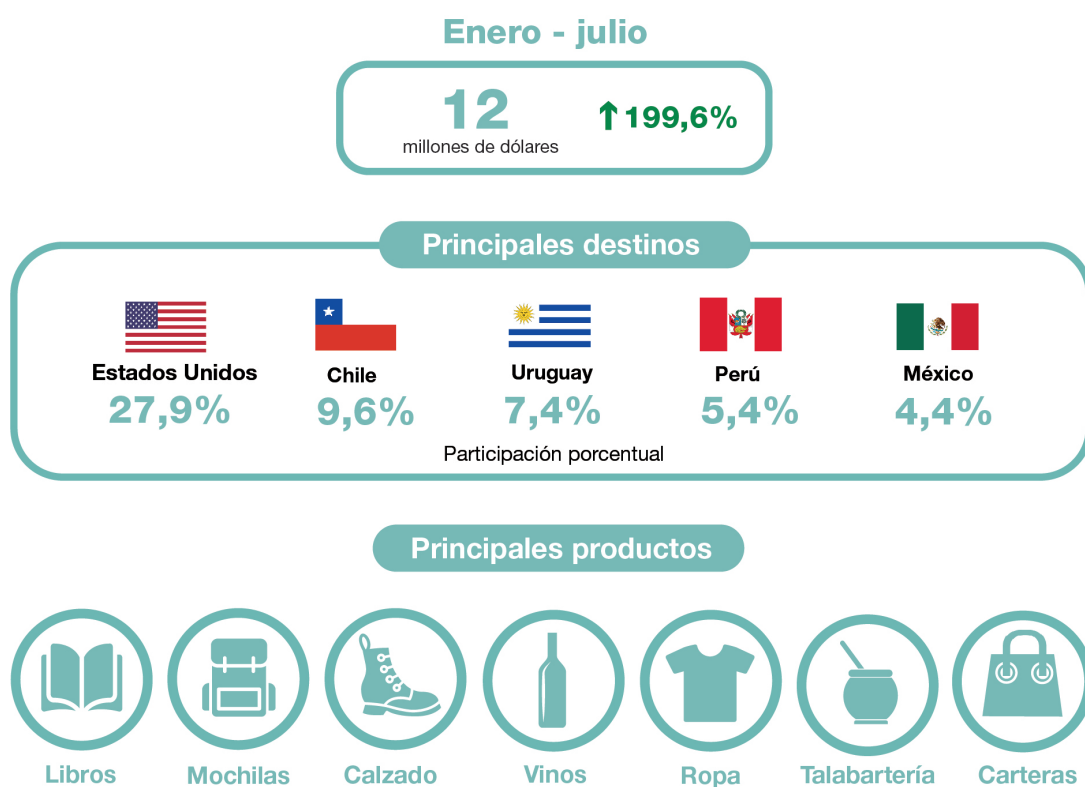 Enero - julio
12
millones de dólares
↑ 199,6%
Principales destinos
Estados Unidos
27,9%
Chile
9,6%
Uruguay
7,4%
Perú
5,4%
México
4,4%
Participación porcentual
Principales productos
Libros
Mochilas
Calzado
Vinos
Ropa
Talabartería
Carteras